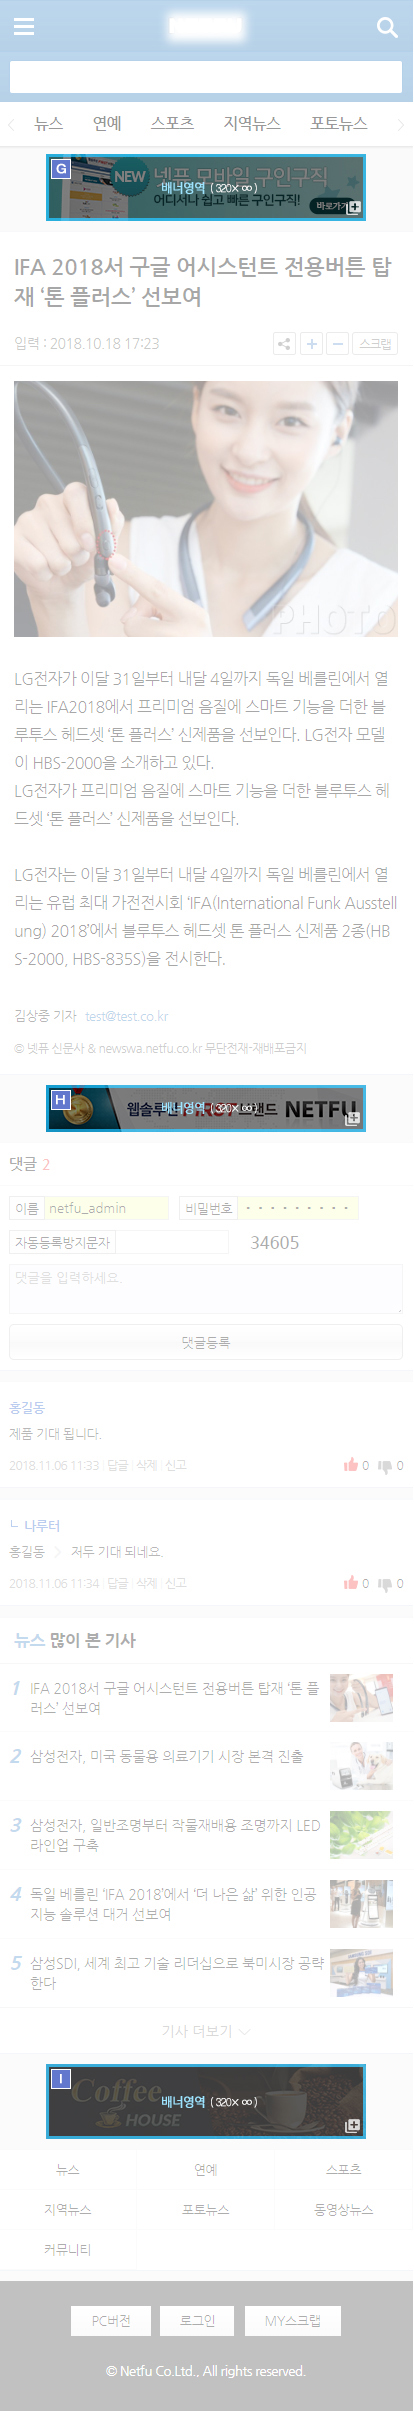 뉴스 연예 스포츠 지역뉴스 포토뉴스
G
NEW 넷퓨 모바일 구인구직
배너영역 ( 320 × ∞ )
어디서나 쉽고 빠른 구인구직!
바로가기
IFA 2018서 구글 어시스턴트 전용버튼 탑
재 ‘톤 플러스’ 선보여
입력 : 2018.10.18 17:23 스크랩
PHOTO
LG전자가 이달 31일부터 내달 4일까지 독일 베를린에서 열
리는 IFA2018에서 프리미엄 음질에 스마트 기능을 더한 블
루투스 헤드셋 ‘톤 플러스’ 신제품을 선보인다. LG전자 모델
이 HBS-2000을 소개하고 있다.
LG전자가 프리미엄 음질에 스마트 기능을 더한 블루투스 헤
드셋 ‘톤 플러스’ 신제품을 선보인다.
LG전자는 이달 31일부터 내달 4일까지 독일 베를린에서 열
리는 유럽 최대 가전전시회 ‘IFA(International Funk Ausstell
ung) 2018’에서 블루투스 헤드셋 톤 플러스 신제품 2종(HB
S-2000, HBS-835S)을 전시한다.
김상중 기자 test@test.co.kr
© 넷퓨 신문사 & newswa.netfu.co.kr 무단전재-재배포금지
H
웹솔루션 FIRST 브랜드 NETFU
배너영역 ( 320 × ∞ )
댓글 2
이름 netfu_admin 비밀번호 • • • • • • • • •
자동등록방지문자 34605
댓글을 입력하세요.
댓글등록
홍길동
제품 기대 됩니다.
2018.11.06 11:33 | 답글 | 삭제 | 신고 0 0
ㄴ 나루터
홍길동 > 저두 기대 되네요.
2018.11.06 11:34 | 답글 | 삭제 | 신고 0 0
뉴스 많이 본 기사
1 IFA 2018서 구글 어시스턴트 전용버튼 탑재 ‘톤 플
러스’ 선보여
2 삼성전자, 미국 동물용 의료기기 시장 본격 진출
3 삼성전자, 일반조명부터 작물재배용 조명까지 LED
라인업 구축
4 독일 베를린 ‘IFA 2018’에서 ‘더 나은 삶’ 위한 인공
지능 솔루션 대거 선보여
5 삼성SDI, 세계 최고 기술 리더십으로 북미시장 공략
한다
기사 더보기
I
Coffee
HOUSE
배너영역 ( 320 × ∞ )
뉴스 연예 스포츠
지역뉴스 포토뉴스 동영상뉴스
커뮤니티
PC버전 로그인 MY스크랩
© Netfu Co.Ltd., All rights reserved.